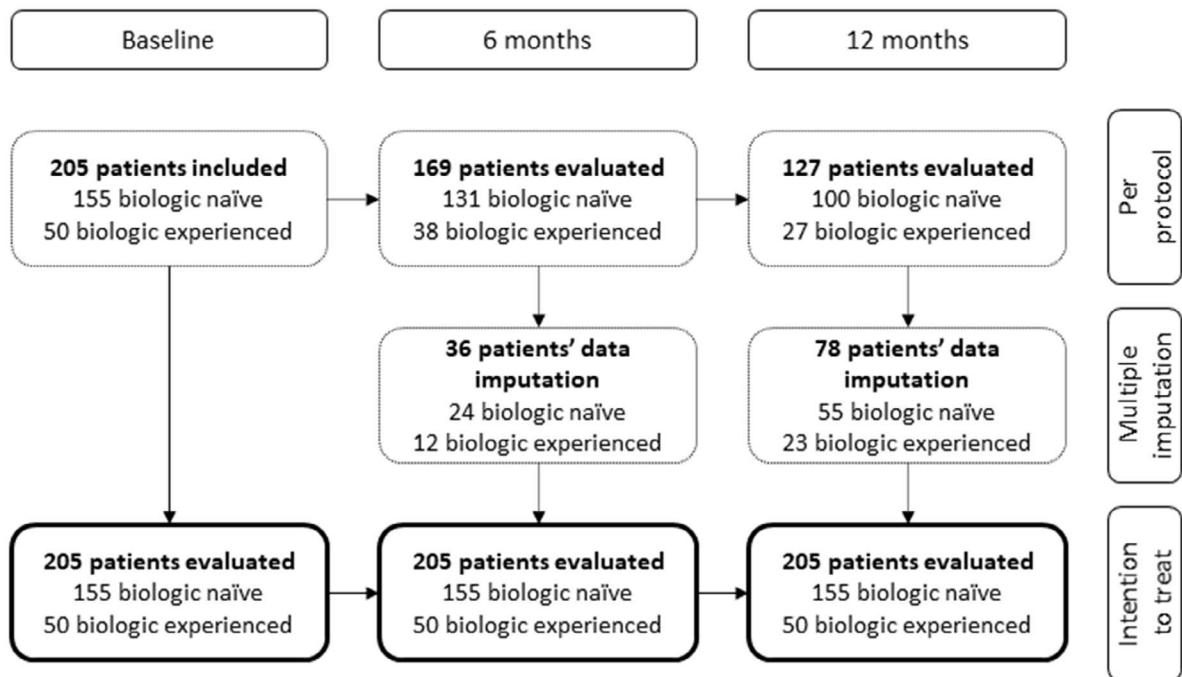 Baseline
6 months
12 months
205 patients included
155 biologic naïve
50 biologic experienced
169 patients evaluated
131 biologic naïve
38 biologic experienced
127 patients evaluated
100 biologic naïve
27 biologic experienced
Per
protocol
36 patients’ data
imputation
24 biologic naïve
12 biologic experienced
78 patients’ data
imputation
55 biologic naïve
23 biologic experienced
Multiple
imputation
205 patients evaluated
155 biologic naïve
50 biologic experienced
205 patients evaluated
155 biologic naïve
50 biologic experienced
205 patients evaluated
155 biologic naïve
50 biologic experienced
Intention
to treat